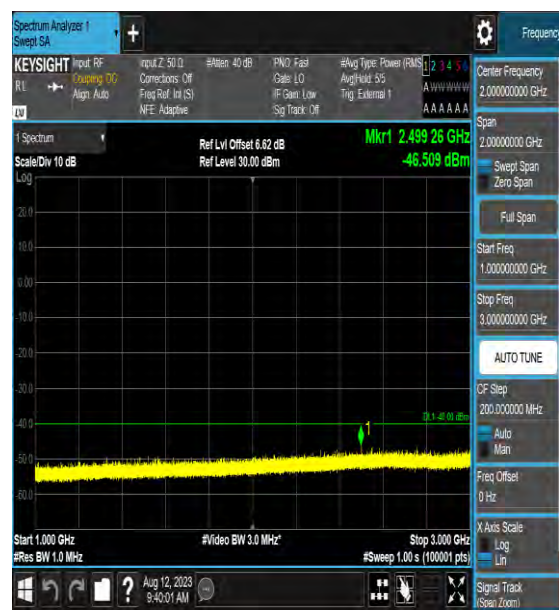 Spectrum Analyzer 1
Swept SA
+
Frequency
KEYSIGHT
Input: RF
Input Z: 50 Ω
#Atten: 40 dB
PNO: Fast
#Avg Type: Power (RMS
1 2 3 4 5 6
RL
Coupling: DC
Corrections: Off
Gate: LO
Avg|Hold: 5/5
A W W W W W
Align: Auto
Freq Ref: Int (S)
IF Gain: Low
Trig: External 1
NFE: Adaptive
Sig Track: Off
A A A A A A
LXI
1 Spectrum
Ref Lvl Offset 6.62 dB
Mkr1 2.499 26 GHz
Scale/Div 10 dB
Ref Level 30.00 dBm
-46.509 dBm
Log
20.0
10.0
0.00
-10.0
-20.0
-30.0
-40.0
DL1 -40.00 dBm
1
-50.0
-60.0
Start 1.000 GHz
#Video BW 3.0 MHz*
Stop 3.000 GHz
#Res BW 1.0 MHz
#Sweep 1.00 s (100001 pts)
Center Frequency
2.000000000 GHz
Span
2.00000000 GHz
Swept Span
Zero Span
Full Span
Start Freq
1.000000000 GHz
Stop Freq
3.000000000 GHz
AUTO TUNE
CF Step
200.000000 MHz
Auto
Man
Freq Offset
0 Hz
X Axis Scale
Log
Lin
Signal Track
(Span Zoom)
?
Aug 12, 2023
9:40:01 AM